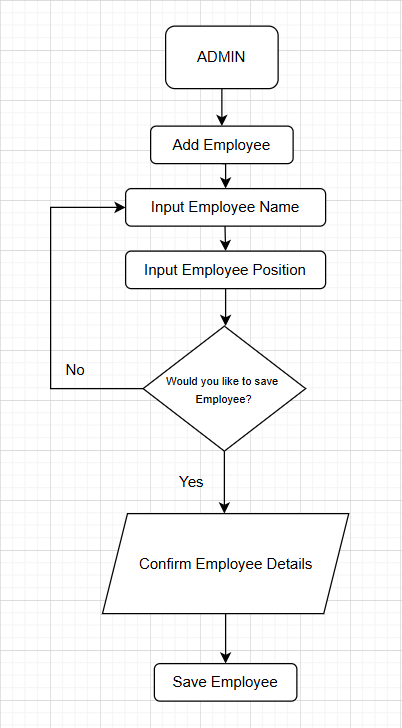 ADMIN
Add Employee
Input Employee Name
Input Employee Position
Would you like to save
Employee?
No
Yes
Confirm Employee Details
Save Employee